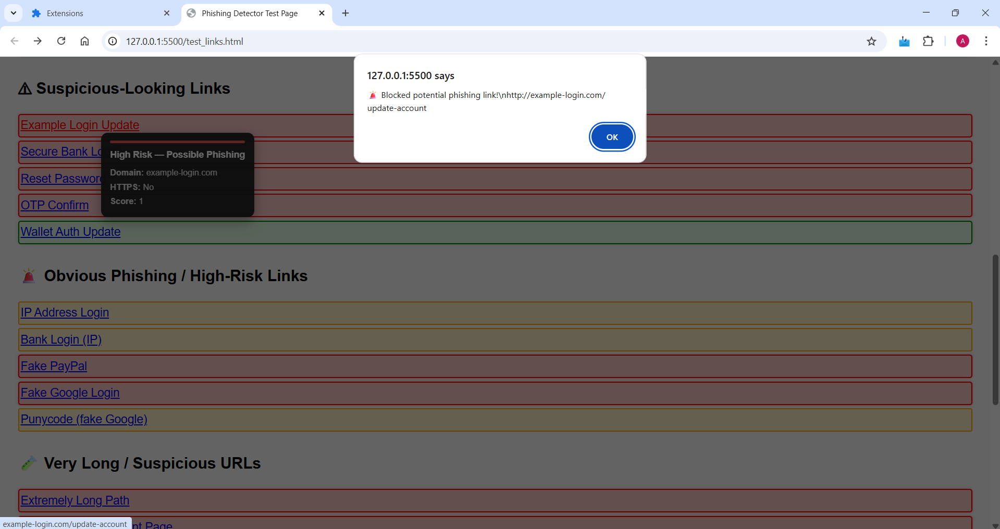 Extensions
Phishing Detector Test Page
127.0.0.1:5500/test_links.html
A
127.0.0.1:5500 says
🚨 Blocked potential phishing link!\nhttp://example-login.com/
update-account
OK
⚠ Suspicious-Looking Links
Example Login Update
Secure Bank Lo
Reset Password
OTP Confirm
Wallet Auth Update
High Risk — Possible Phishing
Domain: example-login.com
HTTPS: No
Score: 1
🚨 Obvious Phishing / High-Risk Links
IP Address Login
Bank Login (IP)
Fake PayPal
Fake Google Login
Punycode (fake Google)
🧪 Very Long / Suspicious URLs
Extremely Long Path
nt Page
example-login.com/update-account